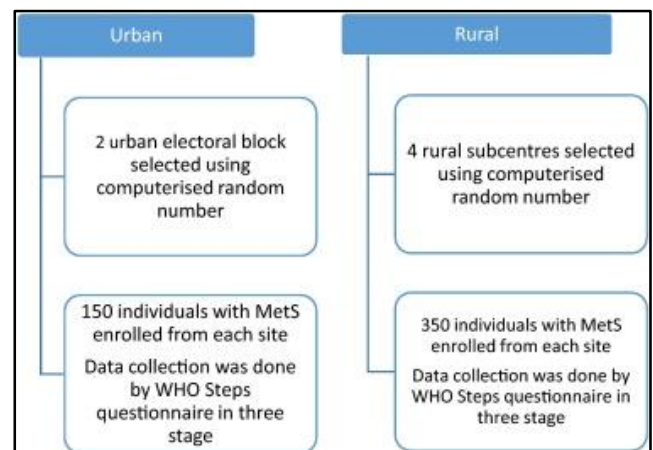 Urban
2 urban electoral block
selected using
computerised random
number
150 individuals with MetS
enrolled from each site
Data collection was done
by WHO Steps
questionnaire in three
stage
Rural
4 rural subcentres selected
using computerised
random number
350 individuals with MetS
enrolled from each site
Data collection was done by
WHO Steps questionnaire in
three stage